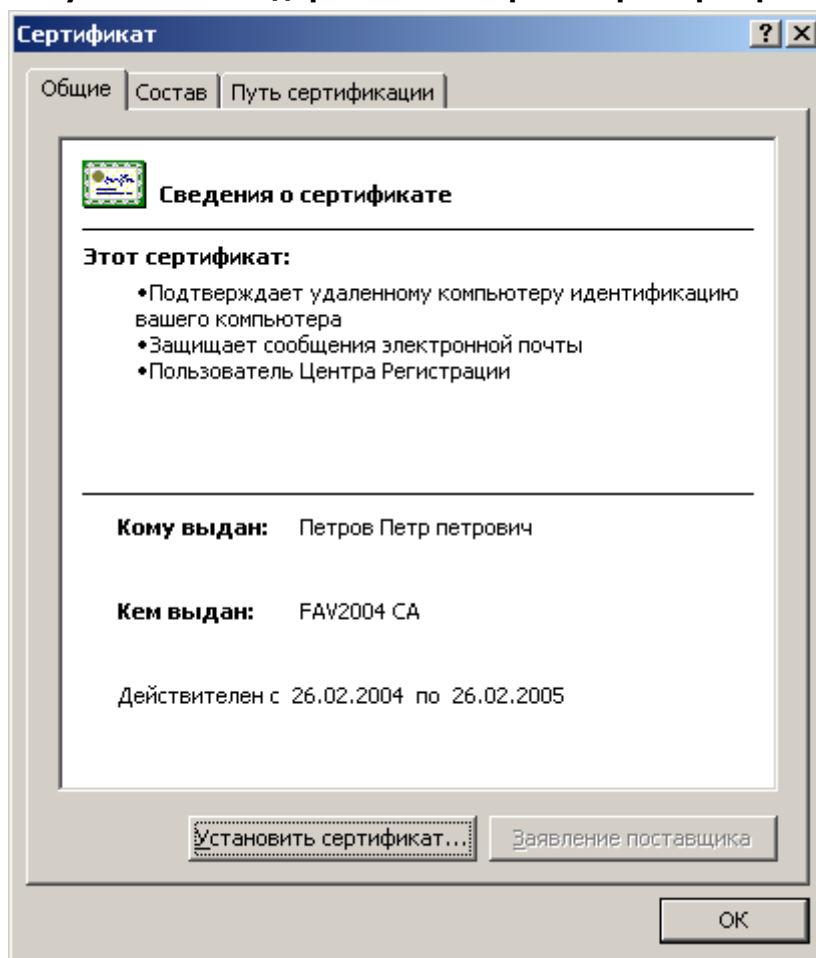 Сертификат
Общие Состав Путь сертификации
Сведения о сертификате
Этот сертификат:
•Подтверждает удаленному компьютеру идентификацию
вашего компьютера
•Защищает сообщения электронной почты
•Пользователь Центра Регистрации
Кому выдан: Петров Петр петрович
Кем выдан: FAV2004 CA
Действителен с 26.02.2004 по 26.02.2005
Установить сертификат... Заявление поставщика
ОК